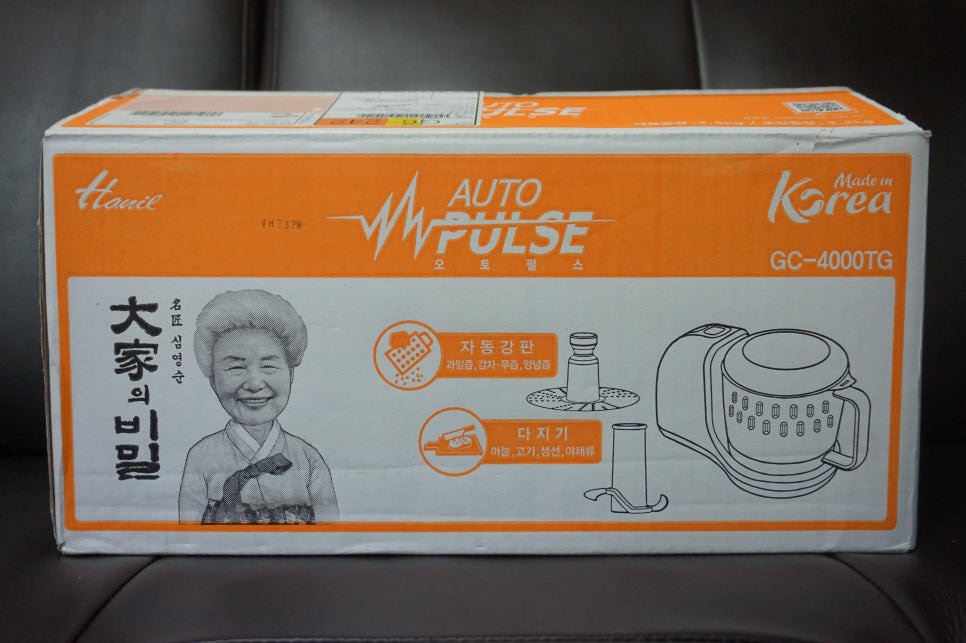 PULSE
Hanil
VH23PM
AUTO
PULSE
오토펄스
Made in
Korea
GC-4000TG
大家의 비밀
名匠 심영순
자동강판
과일즙,감자·무즙,양념즙
다지기
마늘,고기,생선,야채류